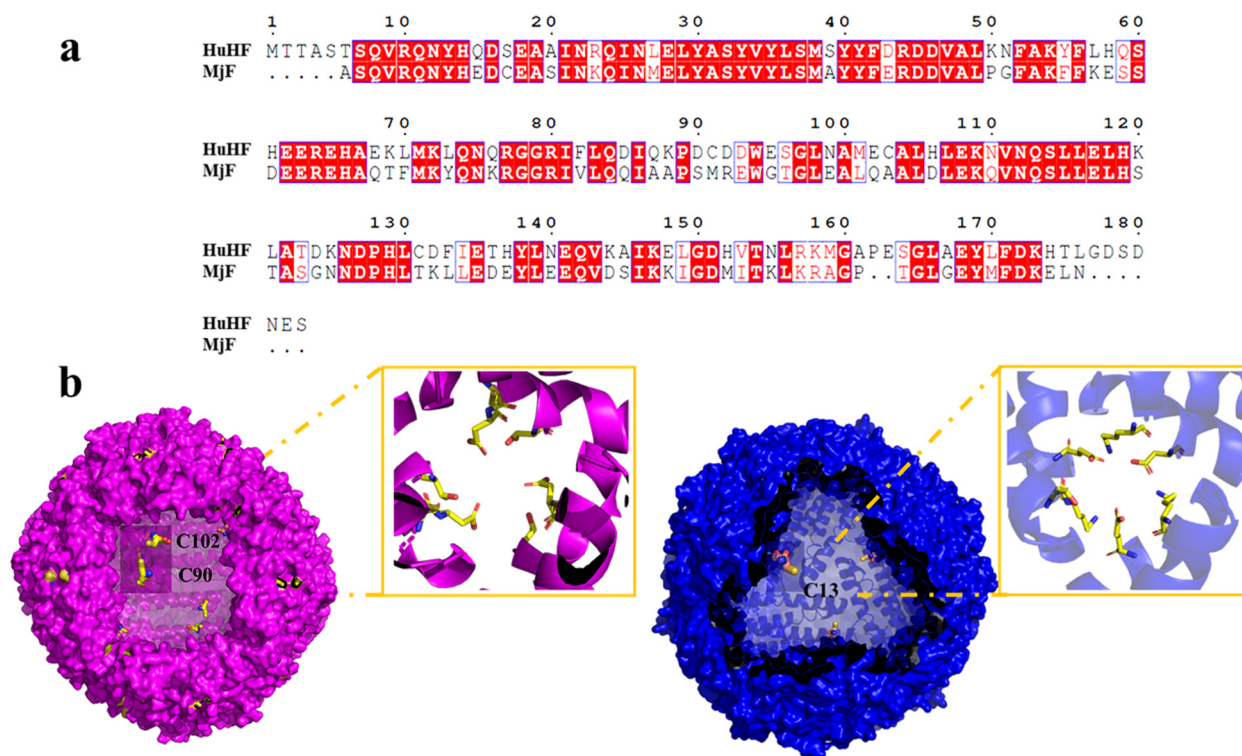 a
1 10 20 30 40 50 60
HuHF MTTASTSQVRQNYHQDSEAAINRQINLELYASYVYLSMSYYFDRDDVALKNFAKYFLHQS
MjF .....ASQVRQNYHEDCEASINKQINMELYASYVYLSMAYYFERDDVALPGFAKFFKESS
70 80 90 100 110 120
HuHF HEEREHAEKLMKLQNQRGGRIFLQDIQKPDCDDWESGLNAMECALHLEKNVNQSLLELHK
MjF DEEREHAQTFMKYQNKRGGRIVLQQIAAPSMREWGTGLEALQAALDLEKQVNQSLLELHS
130 140 150 160 170 180
HuHF LATDKNDPHLCDFIETHYLNEQVKAIKELGDHVTNLRKMGAPESGLAEYLFDKHTLGDSD
MjF TASGNNDPHLTKLLEDEYLEEQVDSIKKIGDMITKLKRAGP..TGLGEYMFDKELN....
HuHF NES
MjF ...
b
C102
C90
C13